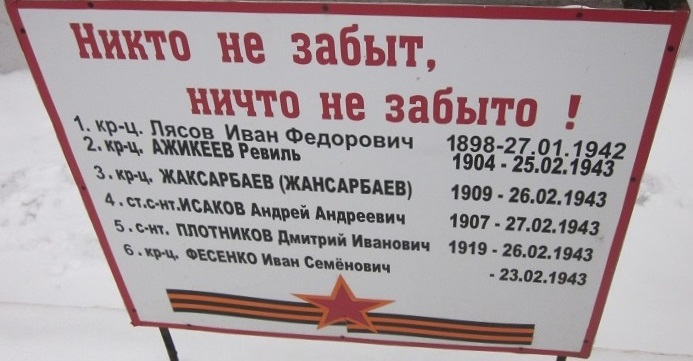 Никто не забыт,
ничто не забыто !
1. кр-ц. Лясов Иван Федорович 1898-27.01.1942
2. кр-ц. АЖИКЕЕВ Ревиль 1904 - 25.02.1943
3. кр-ц. ЖАКСАРБАЕВ (ЖАНСАРБАЕВ) 1909 - 26.02.1943
4. ст.с-нт.ИСАКОВ Андрей Андреевич 1907 - 27.02.1943
5 . с-нт. ПЛОТНИКОВ Дмитрий Иванович 1919 - 26.02.1943
6 . кр-ц. ФЕСЕНКО Иван Семёнович - 23.02.1943